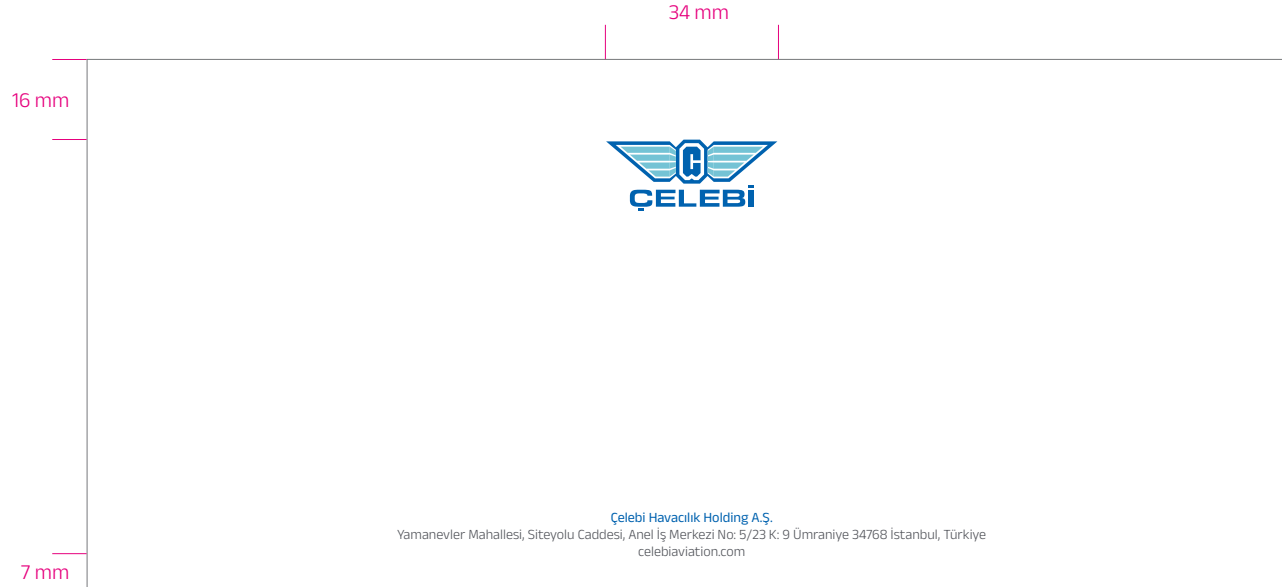 34 mm
16 mm
ÇELEBİ
Çelebi Havacılık Holding A.Ş.
Yamanevler Mahallesi, Siteyolu Caddesi, Anel İş Merkezi No: 5/23 K: 9 Ümraniye 34768 İstanbul, Türkiye
celebiaviation.com
7 mm